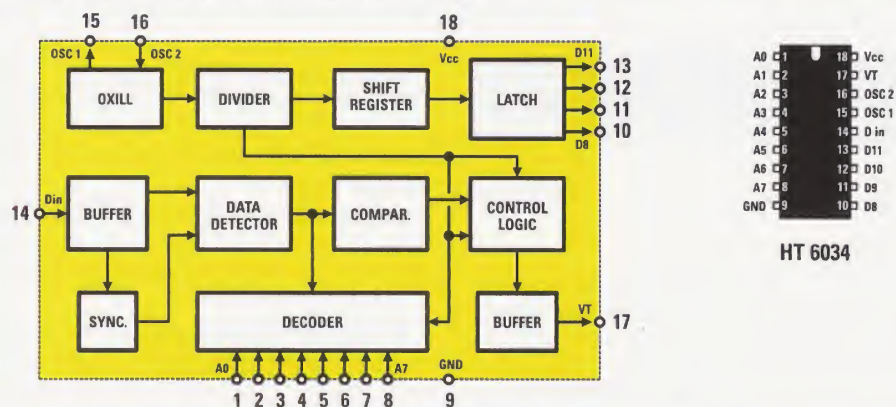 15 16 18
OSC 1 OSC 2 Vcc D11
13
12
11
10
D8
OXILL DIVIDER SHIFT REGISTER LATCH
14 Din
BUFFER DATA DETECTOR COMPAR. CONTROL LOGIC
SYNC. DECODER BUFFER VT 17
A0 A7 GND
1 2 3 4 5 6 7 8 9
A0 1 18 Vcc
A1 2 17 VT
A2 3 16 OSC 2
A3 4 15 OSC 1
A4 5 14 D in
A5 6 13 D11
A6 7 12 D10
A7 8 11 D9
GND 9 10 D8
HT 6034